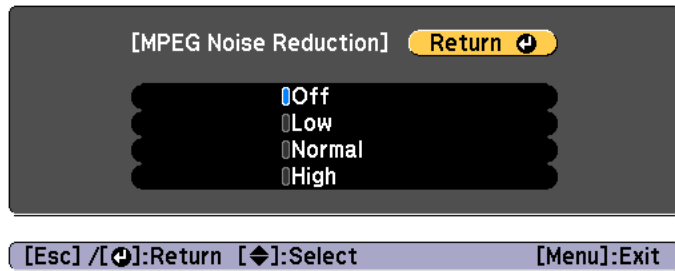 [MPEG Noise Reduction] Return
Off
Low
Normal
High
[Esc] /[⏎]:Return [◆]:Select [Menu]:Exit